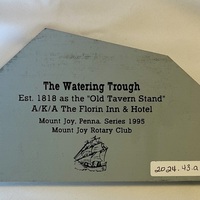 The Watering Trough
Est. 1818 as the "Old Tavern Stand"
A/K/A The Florin Inn & Hotel
Mount Joy, Penna. Series 1995
Mount Joy Rotary Club
2024.43.a